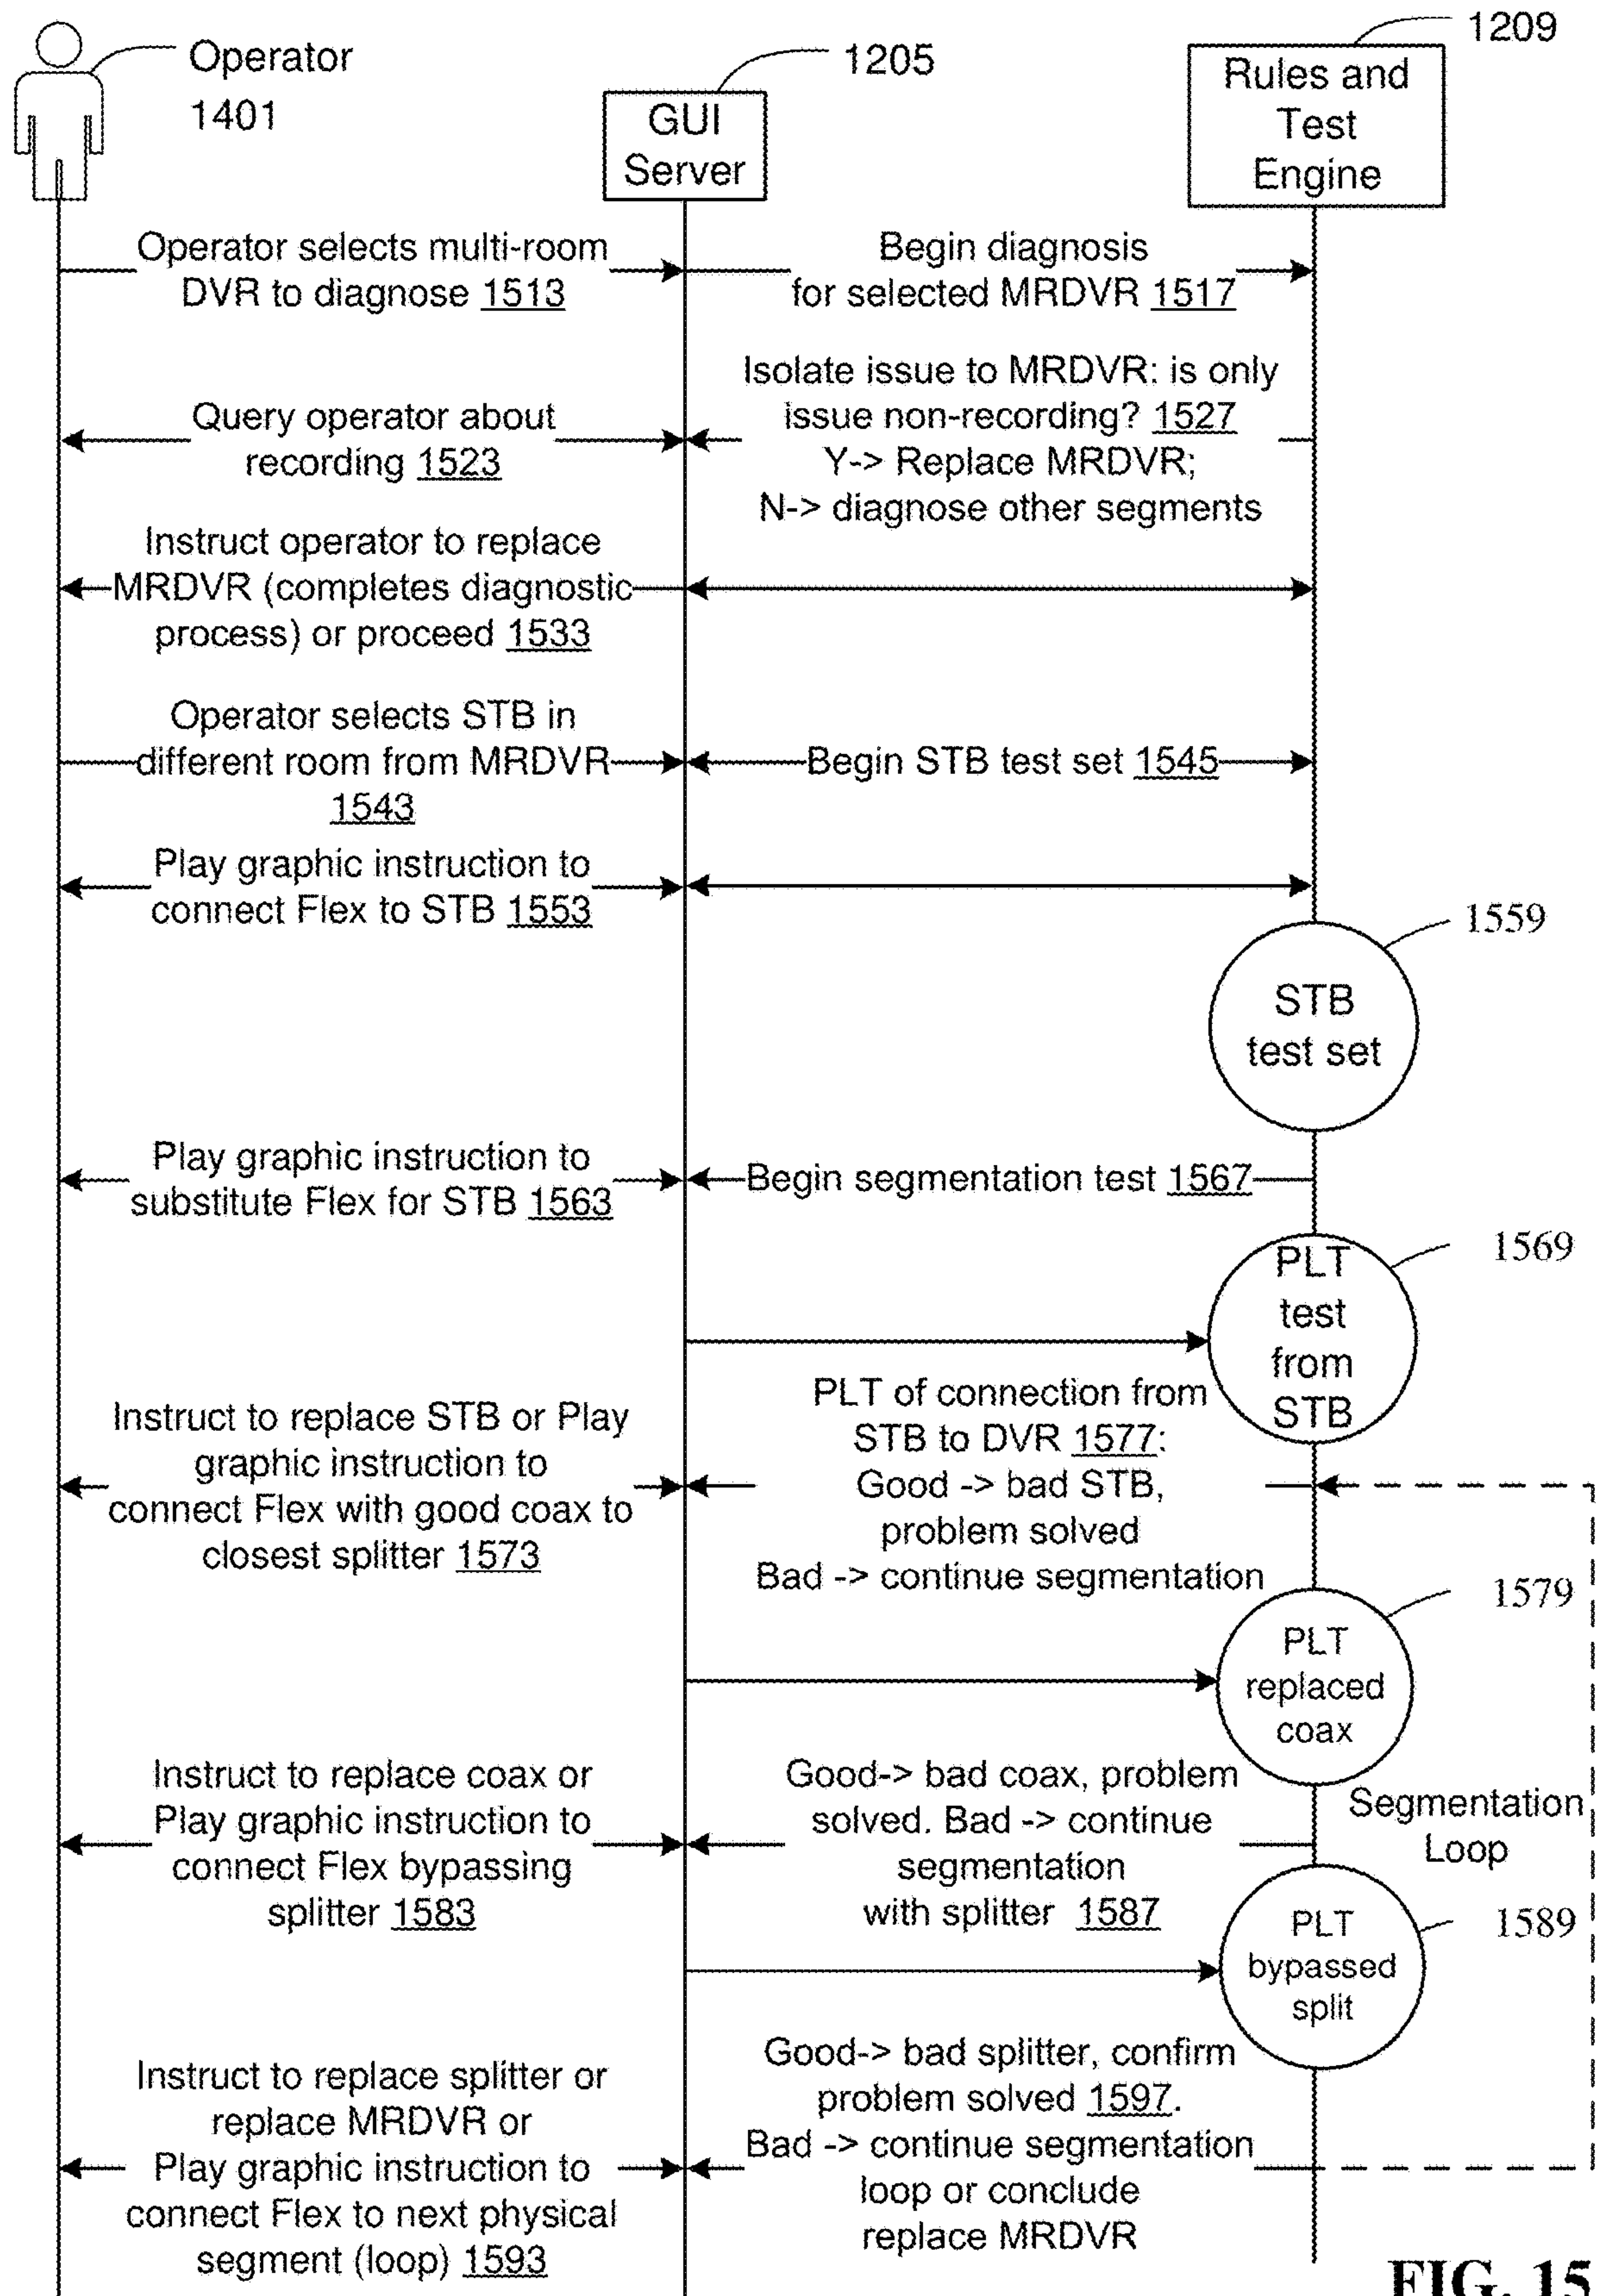 Operator
1401
1205
GUI
Server
1209
Rules and
Test
Engine
Operator selects multi-room
DVR to diagnose 1513
Begin diagnosis
for selected MRDVR 1517
Isolate issue to MRDVR: is only
issue non-recording? 1527
Y-> Replace MRDVR;
N-> diagnose other segments
Query operator about
recording 1523
Instruct operator to replace
MRDVR (completes diagnostic
process) or proceed 1533
Operator selects STB in
different room from MRDVR
1543
Begin STB test set 1545
Play graphic instruction to
connect Flex to STB 1553
1559
STB
test set
Play graphic instruction to
substitute Flex for STB 1563
Begin segmentation test 1567
1569
PLT
test
from
STB
PLT of connection from
STB to DVR 1577:
Good -> bad STB,
problem solved
Bad -> continue segmentation
Instruct to replace STB or Play
graphic instruction to
connect Flex with good coax to
closest splitter 1573
1579
PLT
replaced
coax
Instruct to replace coax or
Play graphic instruction to
connect Flex bypassing
splitter 1583
Good-> bad coax, problem
solved. Bad -> continue
segmentation
with splitter 1587
Segmentation
Loop
1589
PLT
bypassed
split
Good-> bad splitter, confirm
problem solved 1597.
Bad -> continue segmentation
loop or conclude
replace MRDVR
Instruct to replace splitter or
replace MRDVR or
Play graphic instruction to
connect Flex to next physical
segment (loop) 1593
FIG. 15